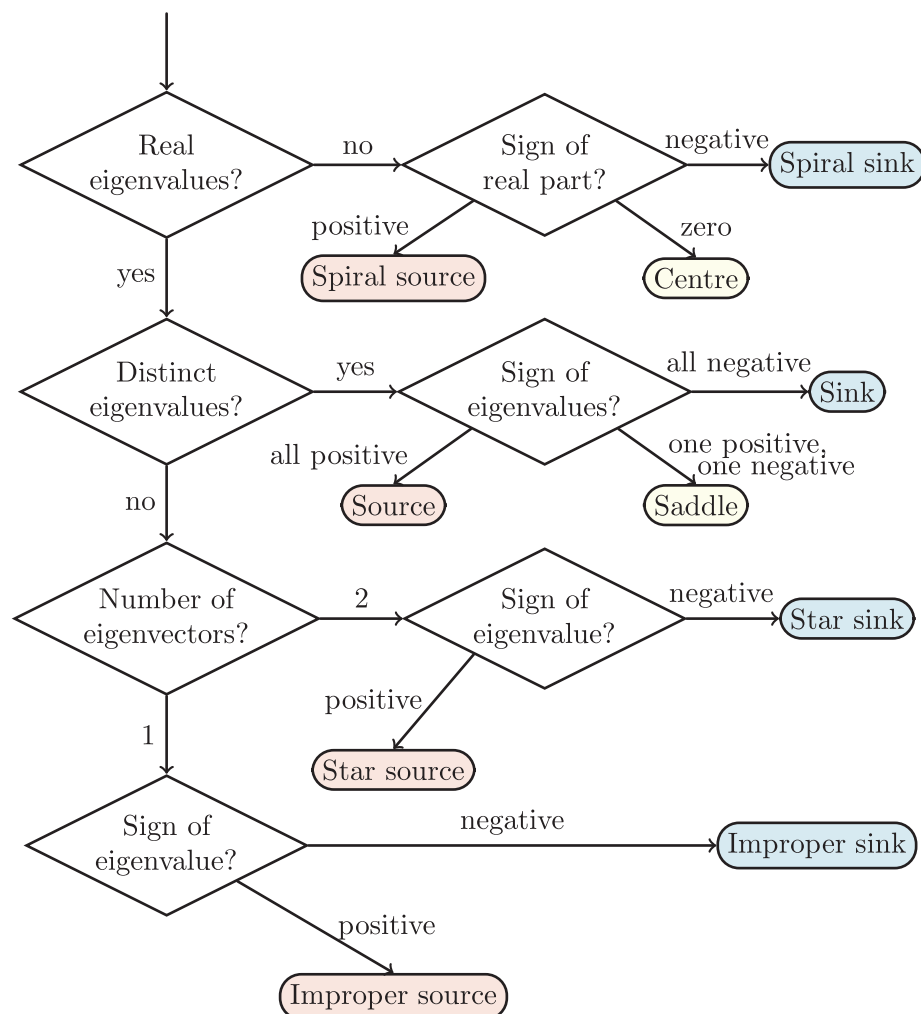 Real
eigenvalues?
no
Sign of
real part?
negative
Spiral sink
positive
Spiral source
zero
Centre
yes
Distinct
eigenvalues?
yes
Sign of
eigenvalues?
all negative
Sink
all positive
Source
one positive,
one negative
Saddle
no
Number of
eigenvectors?
2
Sign of
eigenvalue?
negative
Star sink
positive
Star source
1
Sign of
eigenvalue?
negative
Improper sink
positive
Improper source